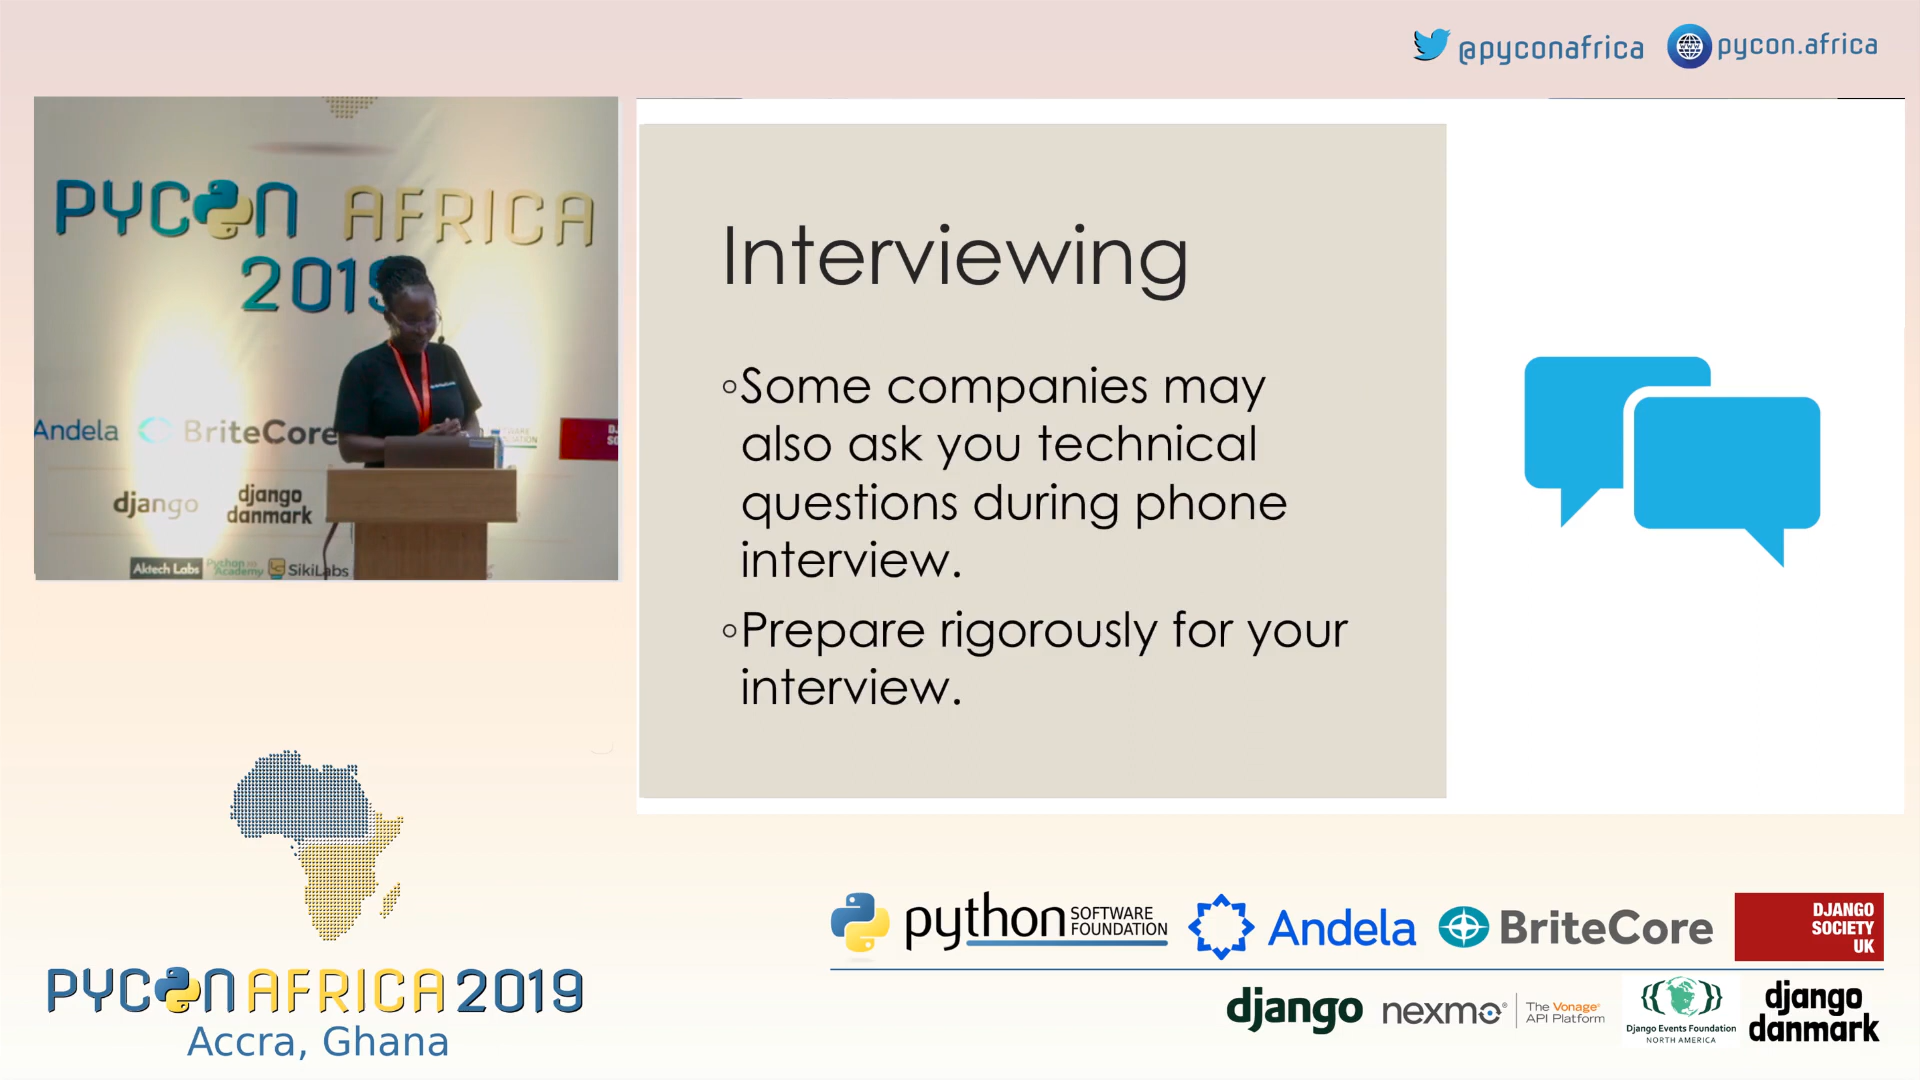 @pyconafrica pycon.africa
PYCON AFRICA
2019
Andela BriteCore
django django
danmark
Aktech Labs Python Academy SikiLabs
Interviewing
◦Some companies may
also ask you technical
questions during phone
interview.
◦Prepare rigorously for your
interview.
PYCON AFRICA 2019
Accra, Ghana
python SOFTWARE
FOUNDATION
Andela
BriteCore
DJANGO
SOCIETY
UK
django
nexmo
The Vonage
API Platform
Django Events Foundation
NORTH AMERICA
django
danmark